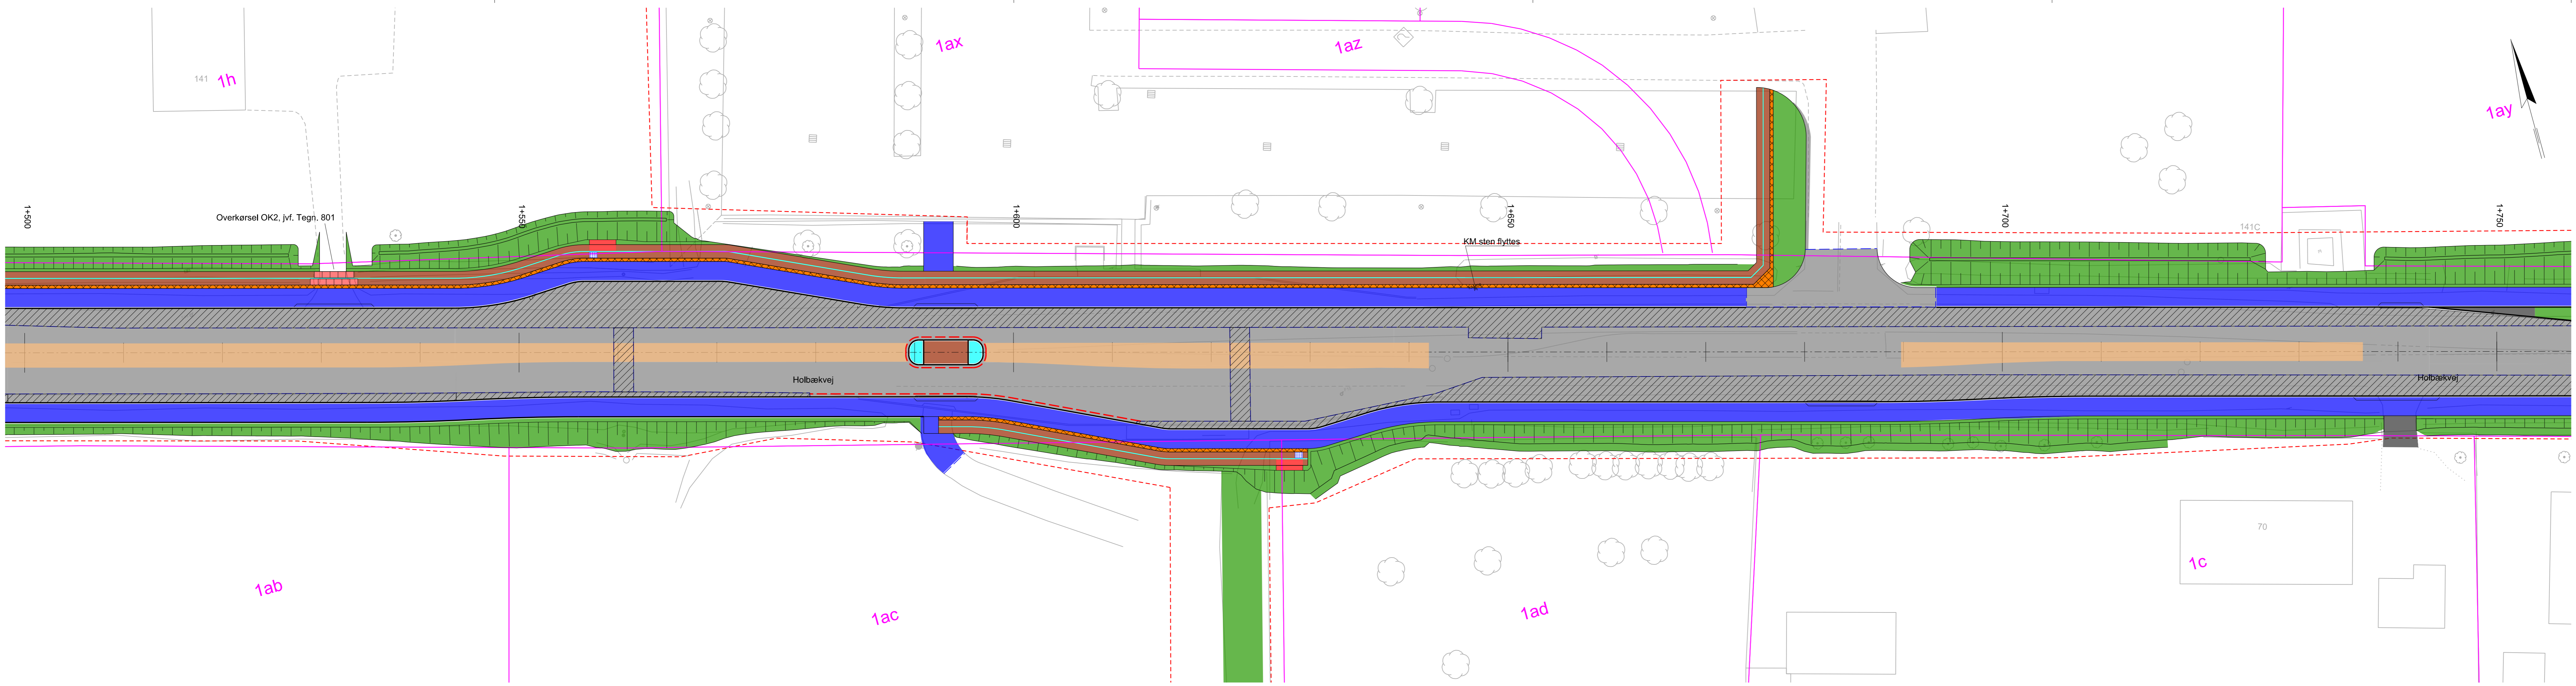 1ax
1az
141
1h
1ay
1+500
Overkørsel OK2, jvf. Tegn. 801
1+550
1+600
1+650
1+700
141C
1+750
KM sten flyttes
Holbækvej
Holbækvej
70
1c
1ab
1ac
1ad